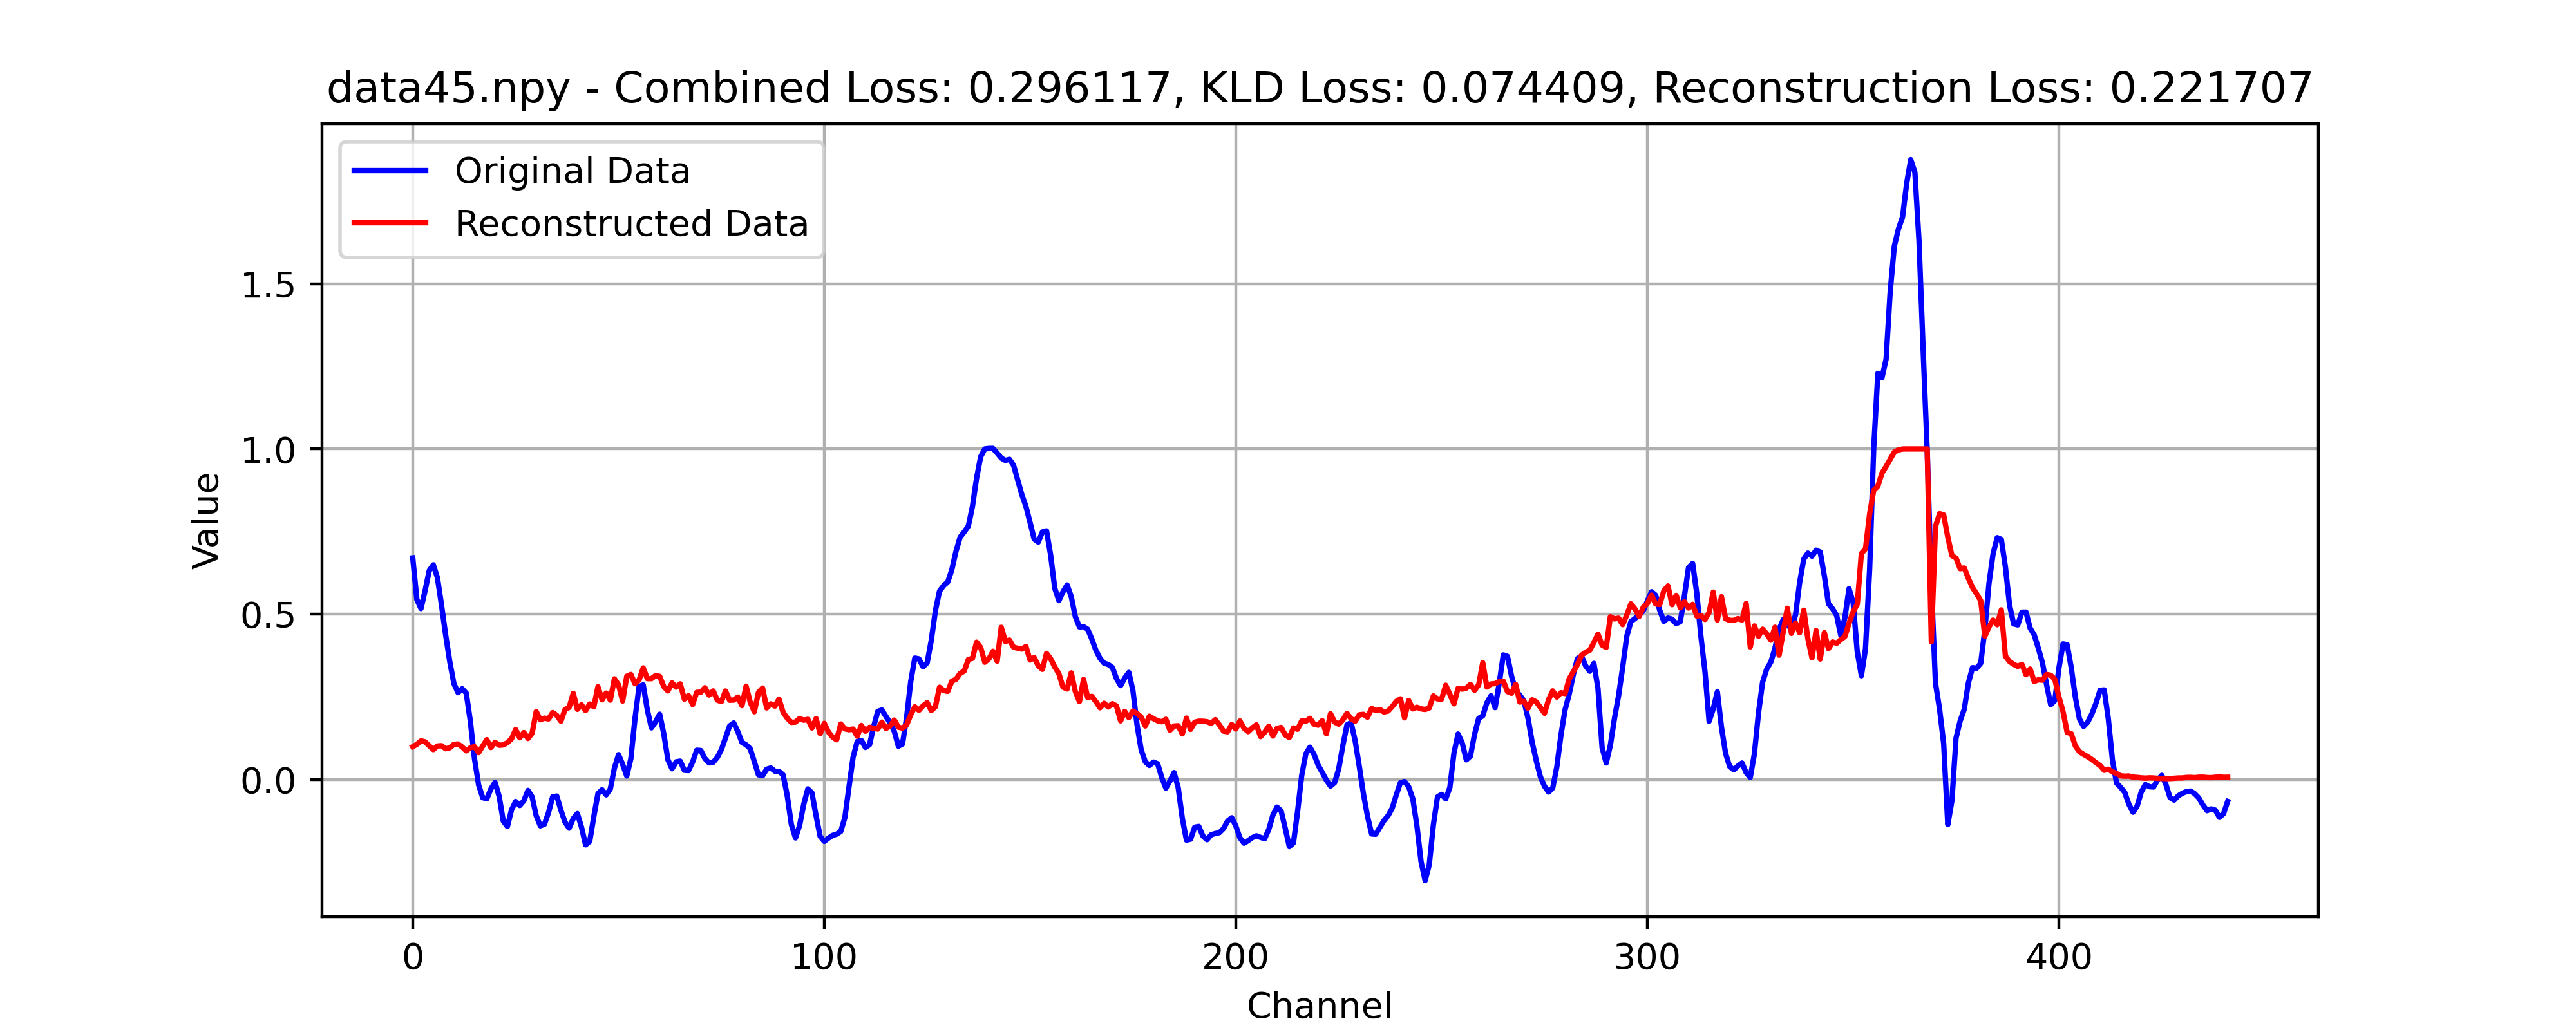 data45.npy - Combined Loss: 0.296117, KLD Loss: 0.074409, Reconstruction Loss: 0.221707
Original Data
Reconstructed Data
Value
1.5
1.0
0.5
0.0
0 100 200 300 400
Channel